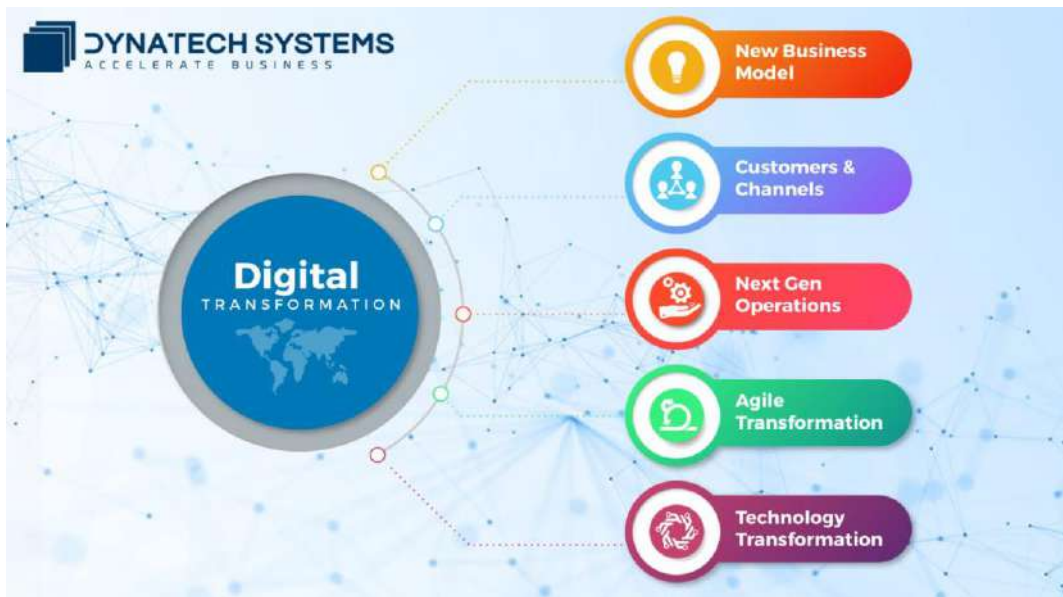 DYNATECH SYSTEMS
ACCELERATE BUSINESS
Digital
TRANSFORMATION
New Business
Model
Customers &
Channels
Next Gen
Operations
Agile
Transformation
Technology
Transformation